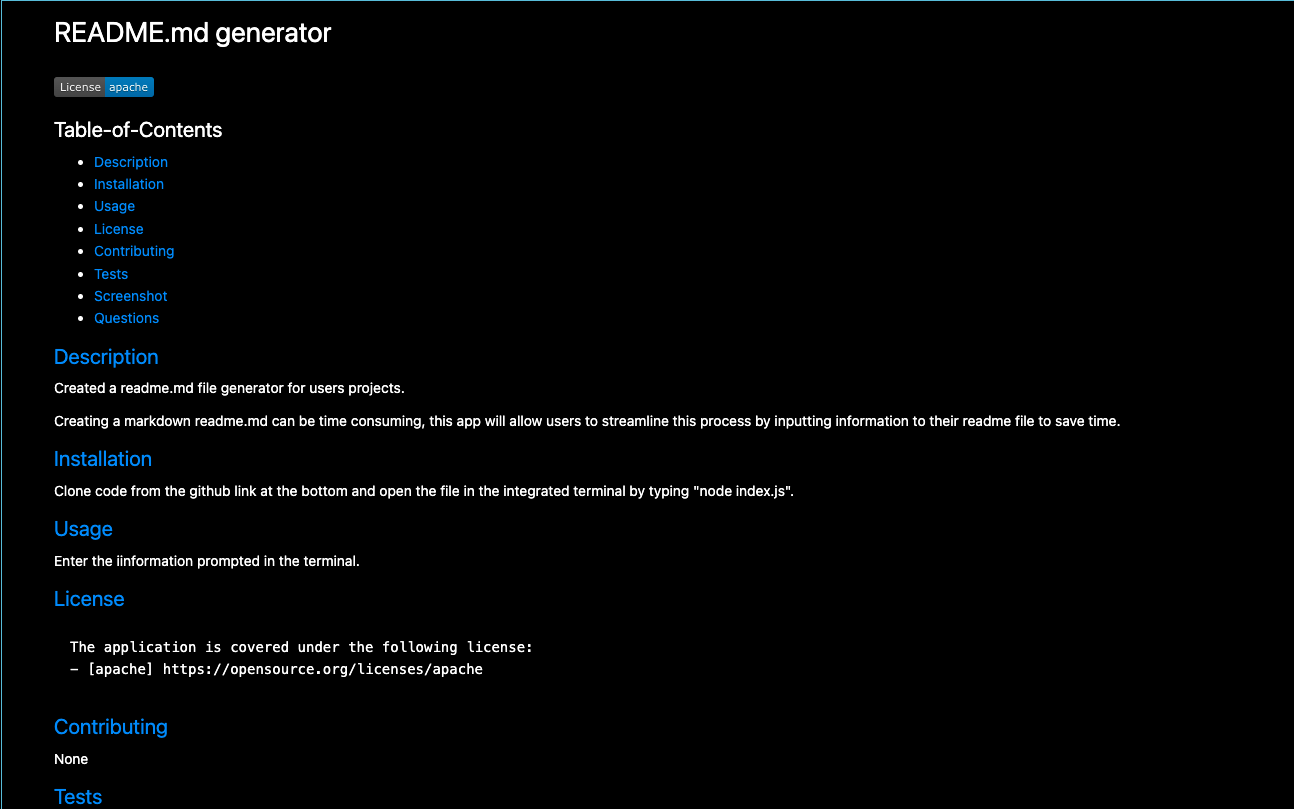 README.md generator
License apache
Table-of-Contents
Description
Installation
Usage
License
Contributing
Tests
Screenshot
Questions
Description
Created a readme.md file generator for users projects.
Creating a markdown readme.md can be time consuming, this app will allow users to streamline this process by inputting information to their readme file to save time.
Installation
Clone code from the github link at the bottom and open the file in the integrated terminal by typing "node index.js".
Usage
Enter the iinformation prompted in the terminal.
License
The application is covered under the following license:
– [apache] https://opensource.org/licenses/apache
Contributing
None
Tests